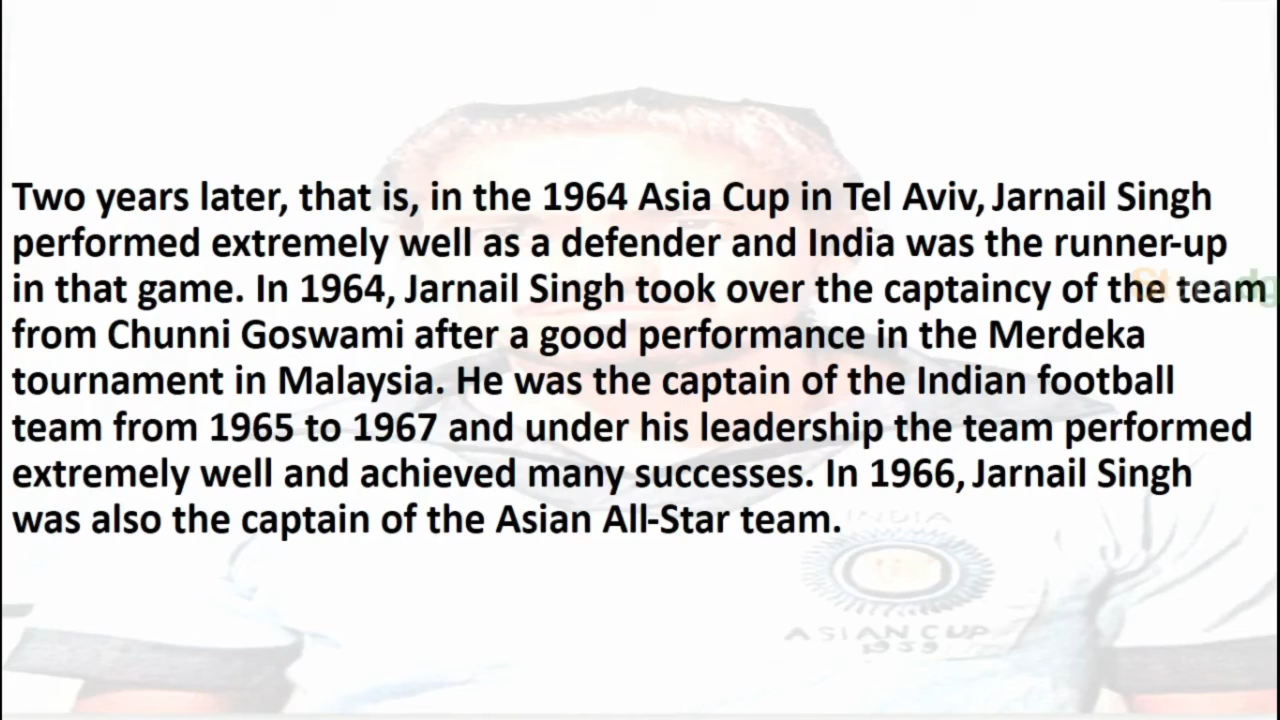 Two years later, that is, in the 1964 Asia Cup in Tel Aviv, Jarnail Singh
performed extremely well as a defender and India was the runner-up
in that game. In 1964, Jarnail Singh took over the captaincy of the team
from Chunni Goswami after a good performance in the Merdeka
tournament in Malaysia. He was the captain of the Indian football
team from 1965 to 1967 and under his leadership the team performed
extremely well and achieved many successes. In 1966, Jarnail Singh
was also the captain of the Asian All-Star team.
INDIA
ASIAN CUP
1959